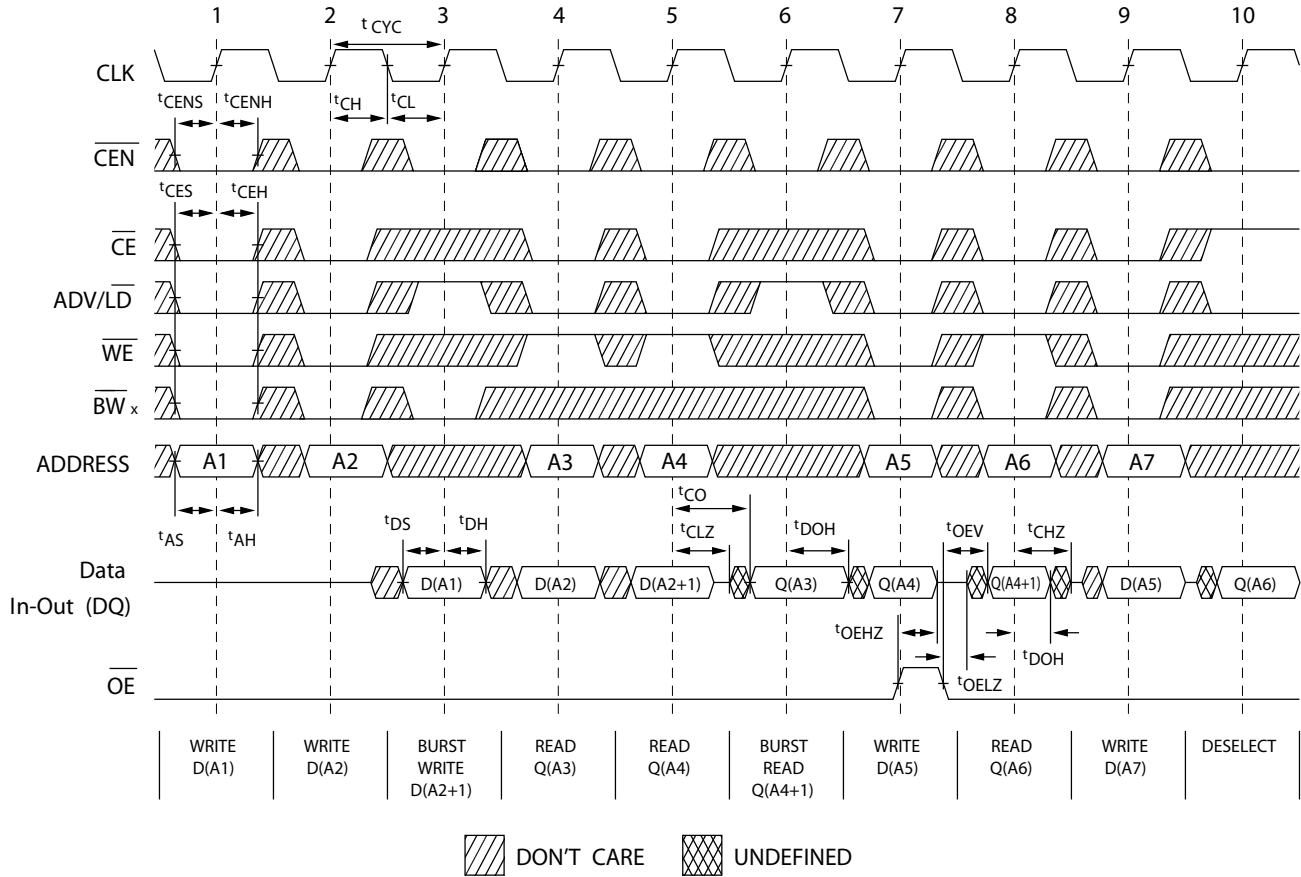 1 2 3 4 5 6 7 8 9 10
t CYC
CLK
tCENS tCENH tCH tCL
CEN
tCES tCEH
CE
ADV/LD
WE
BW x
ADDRESS A1 A2 A3 A4 A5 A6 A7
tAS tAH tDS tDH tCO tCLZ tDOH tOEV tCHZ
Data
In-Out (DQ)
D(A1) D(A2) D(A2+1) Q(A3) Q(A4) Q(A4+1) D(A5) Q(A6)
tOEHZ tDOH
tOELZ
OE
WRITE
D(A1)
WRITE
D(A2)
BURST
WRITE
D(A2+1)
READ
Q(A3)
READ
Q(A4)
BURST
READ
Q(A4+1)
WRITE
D(A5)
READ
Q(A6)
WRITE
D(A7)
DESELECT
DON'T CARE UNDEFINED